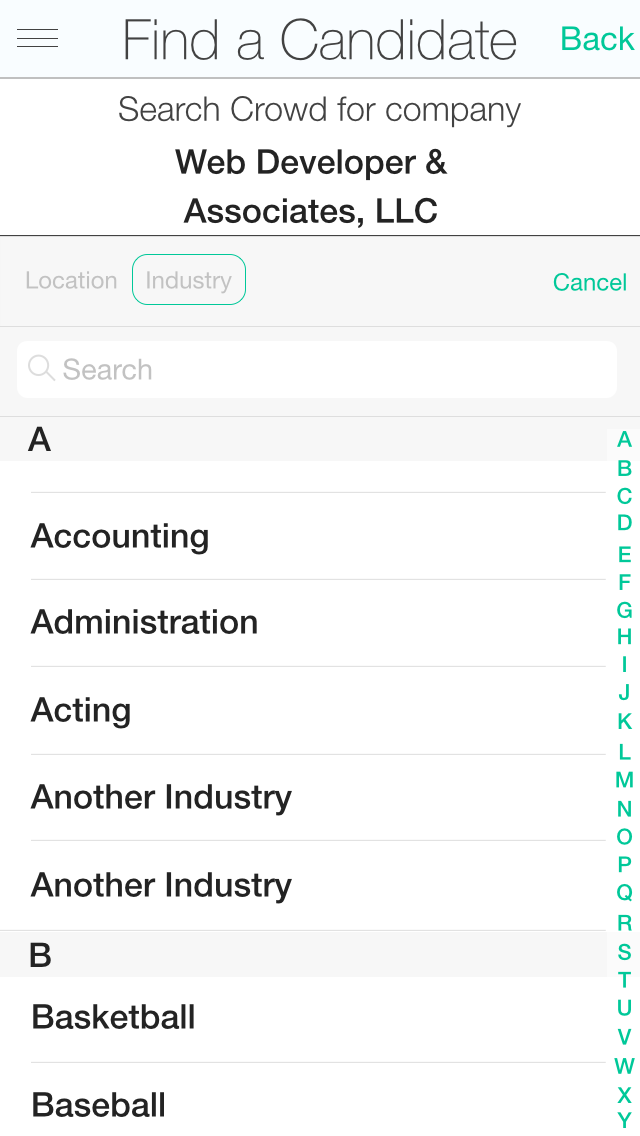 Find a Candidate
Back
Search Crowd for company
Web Developer &
Associates, LLC
Location
Industry
Cancel
Search
A
Accounting
Administration
Acting
Another Industry
Another Industry
B
Basketball
Baseball
A
B
C
D
E
F
G
H
I
J
K
L
M
N
O
P
Q
R
S
T
U
V
W
X
Y